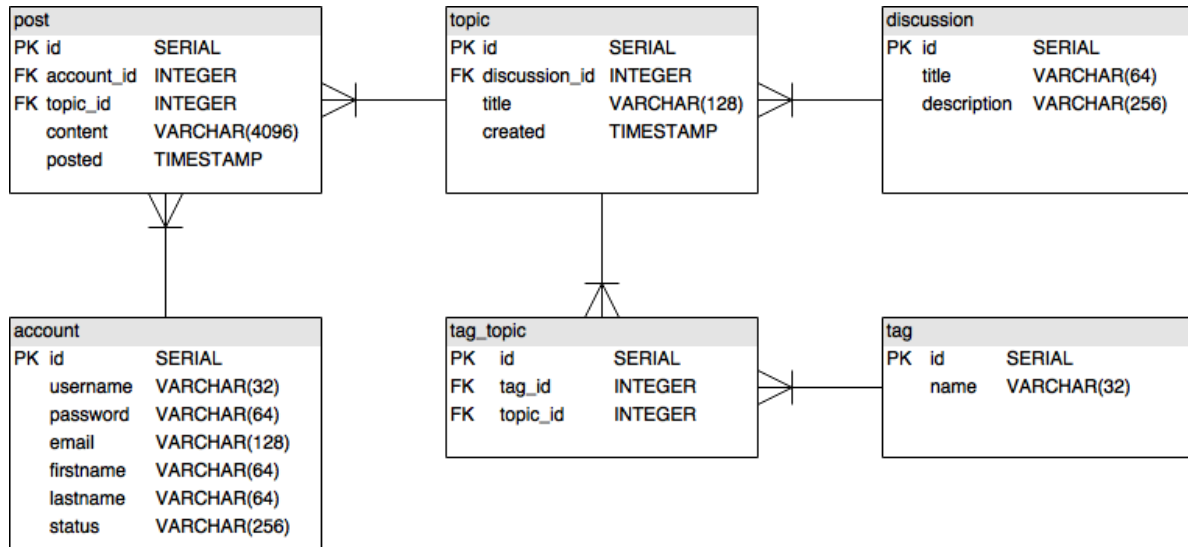 post
PK id SERIAL
FK account_id INTEGER
FK topic_id INTEGER
content VARCHAR(4096)
posted TIMESTAMP
topic
PK id SERIAL
FK discussion_id INTEGER
title VARCHAR(128)
created TIMESTAMP
discussion
PK id SERIAL
title VARCHAR(64)
description VARCHAR(256)
account
PK id SERIAL
username VARCHAR(32)
password VARCHAR(64)
email VARCHAR(128)
firstname VARCHAR(64)
lastname VARCHAR(64)
status VARCHAR(256)
tag_topic
PK id SERIAL
FK tag_id INTEGER
FK topic_id INTEGER
tag
PK id SERIAL
name VARCHAR(32)